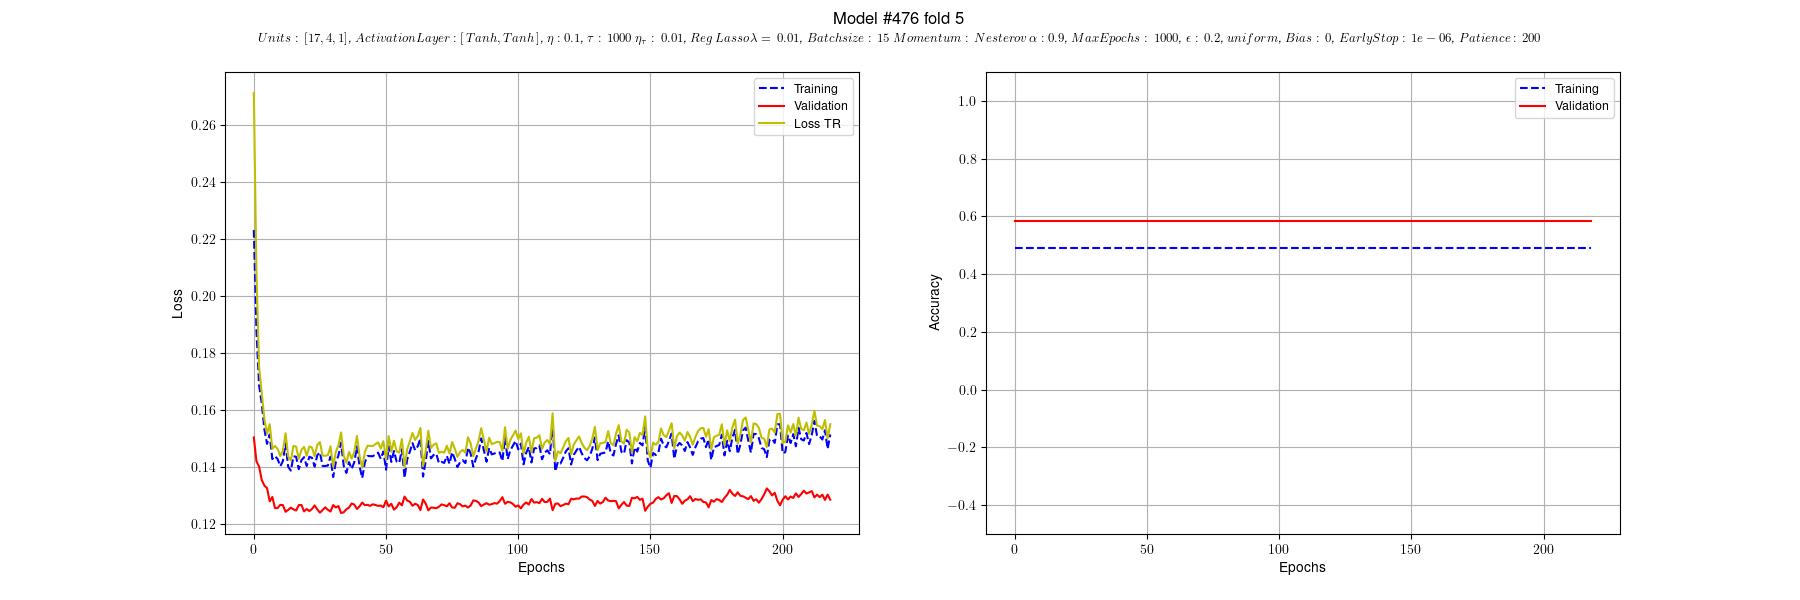 Model #476 fold 5
Units : [17, 4, 1], ActivationLayer : [Tanh, Tanh], η : 0.1, τ : 1000 ητ : 0.01, Reg Lassoλ = 0.01, Batchsize : 15 Momentum : Nesterov α : 0.9, MaxEpochs : 1000, ϵ : 0.2, uniform, Bias : 0, EarlyStop : 1e − 06, Patience : 200
Loss
0.26
0.24
0.22
0.20
0.18
0.16
0.14
0.12
Training
Validation
Loss TR
0
50
100
150
200
Epochs
Accuracy
1.0
0.8
0.6
0.4
0.2
0.0
−0.2
−0.4
Training
Validation
0
50
100
150
200
Epochs